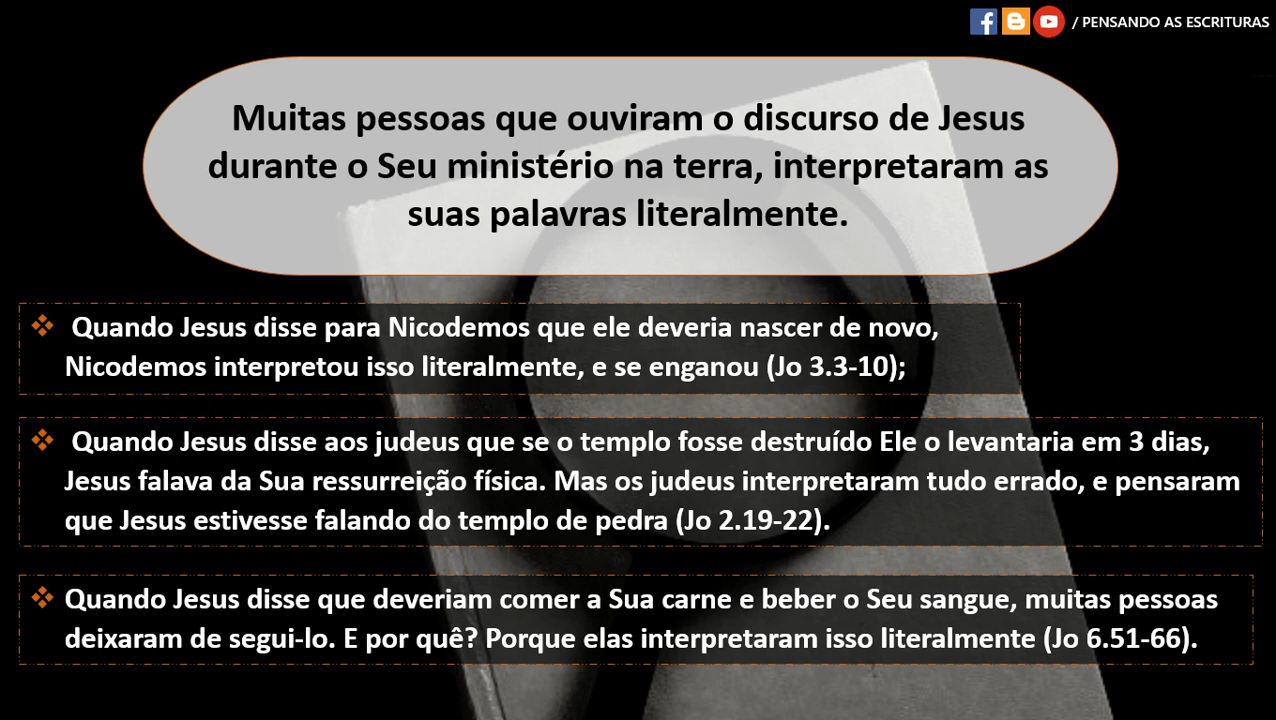 / PENSANDO AS ESCRITURAS
Muitas pessoas que ouviram o discurso de Jesus
durante o Seu ministério na terra, interpretaram as
suas palavras literalmente.
❖ Quando Jesus disse para Nicodemos que ele deveria nascer de novo,
Nicodemos interpretou isso literalmente, e se enganou (Jo 3.3-10);
❖ Quando Jesus disse aos judeus que se o templo fosse destruído Ele o levantaria em 3 dias,
Jesus falava da Sua ressurreição física. Mas os judeus interpretaram tudo errado, e pensaram
que Jesus estivesse falando do templo de pedra (Jo 2.19-22).
❖ Quando Jesus disse que deveriam comer a Sua carne e beber o Seu sangue, muitas pessoas
deixaram de segui-lo. E por quê? Porque elas interpretaram isso literalmente (Jo 6.51-66).